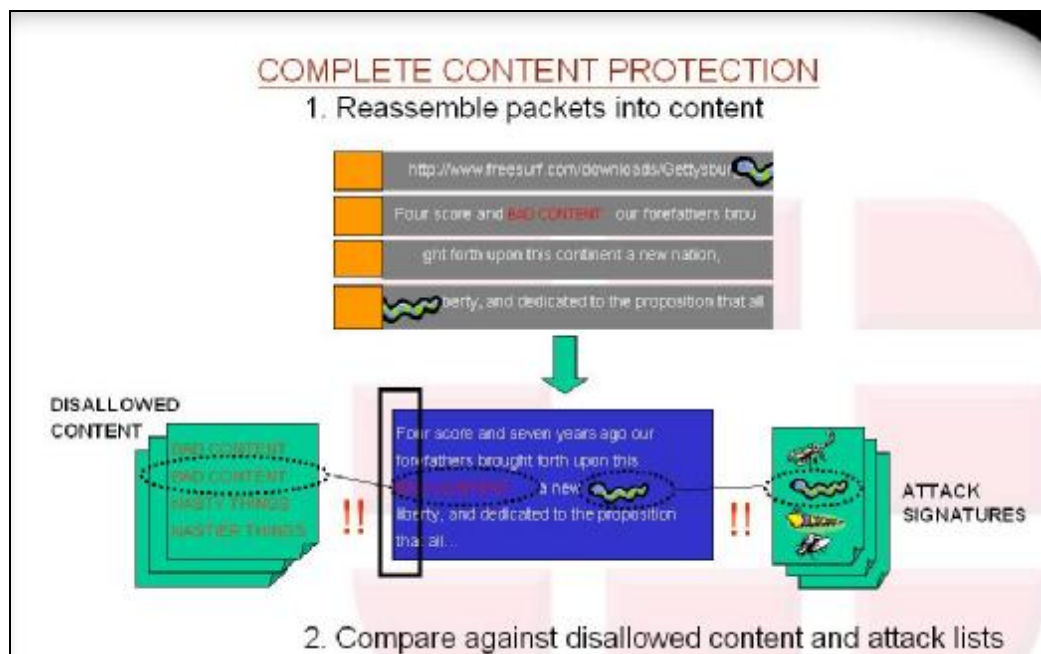 COMPLETE CONTENT PROTECTION
1. Reassemble packets into content
http://www.freesurf.com/downloads/Gettysbur
Four score and BAD CONTENT our forefathers brou
ght forth upon this continent a new nation,
berty, and dedicated to the proposition that all
DISALLOWED
CONTENT
BAD CONTENT
BAD CONTENT
NASTY THINGS
NASTIER THINGS
!!
Four score and seven years ago our
forefathers brought forth upon this
BAD CONTENT a new
liberty, and dedicated to the proposition
that all...
!!
ATTACK
SIGNATURES
2. Compare against disallowed content and attack lists